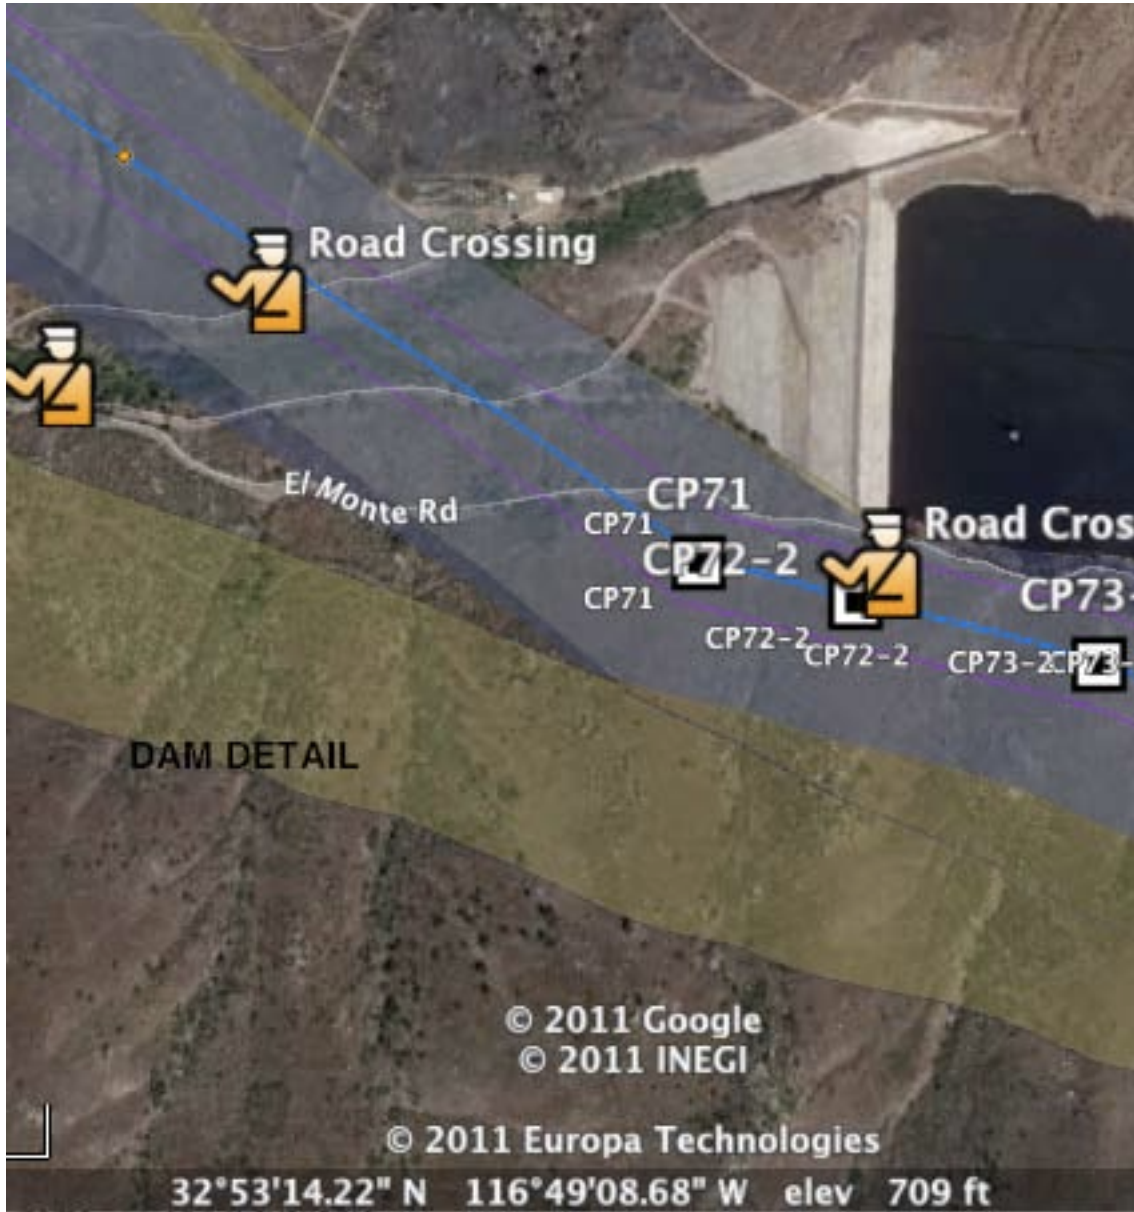 Road Crossing
El Monte Rd
CP71
CP71
Road Cros
CP72-2
CP71
CP73-
CP72-2
CP72-2
CP73-2
CP73-
DAM DETAIL
© 2011 Google
© 2011 INEGI
© 2011 Europa Technologies
32°53'14.22" N 116°49'08.68" W elev 709 ft